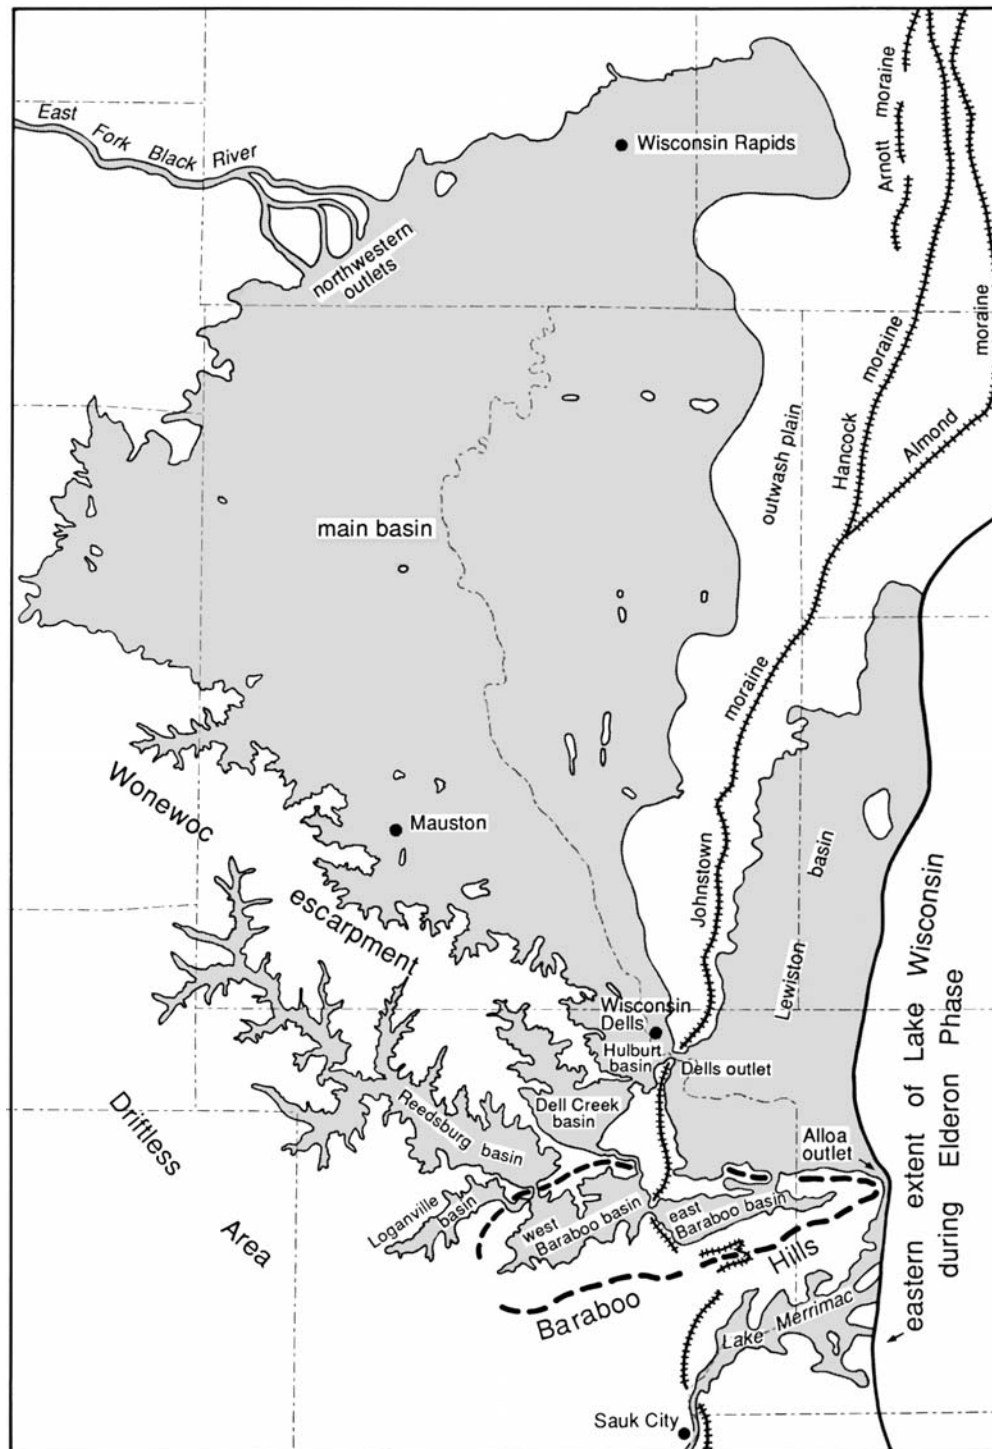 East Fork Black River
Wisconsin Rapids
Arnott moraine
northwestern
outlets
moraine
moraine
Hancock
Almond
outwash plain
main basin
moraine
Wonewoc
Mauston
escarpment
Johnstown
basin
Lewiston
eastern extent of Lake Wisconsin
during Elderon Phase
Wisconsin
Dells
Hulburt
basin
Dells outlet
Dell Creek
basin
Driftless
Reedsburg basin
Alloa
outlet
Loganville
basin
west
Baraboo basin
east
Baraboo basin
Area
Hills
Baraboo
Lake Merrimac
Sauk City